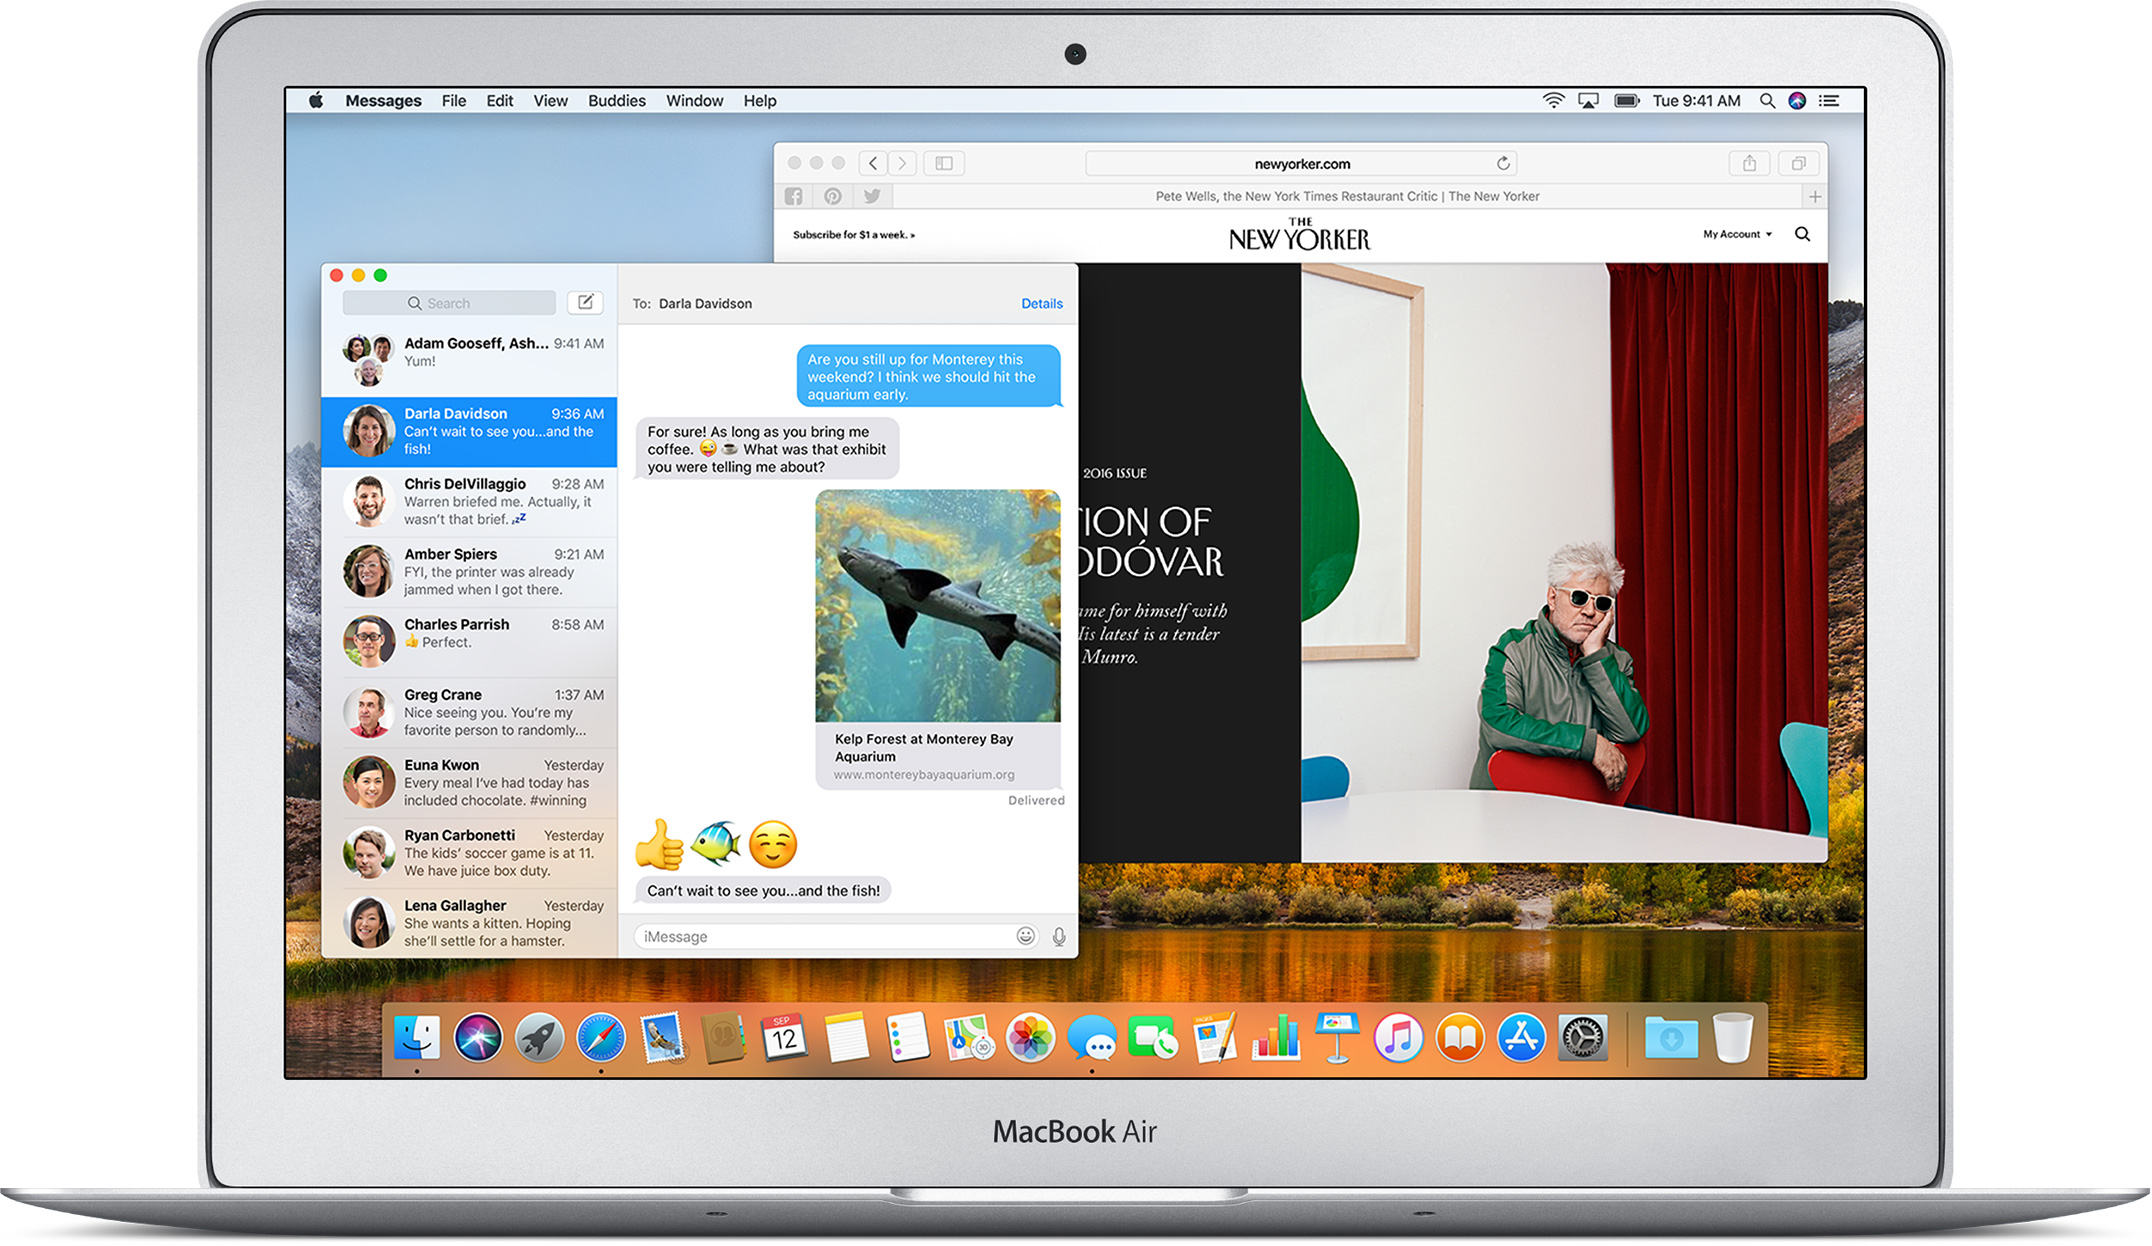 Messages File Edit View Buddies Window Help
Tue 9:41 AM
newyorker.com
Pete Wells, the New York Times Restaurant Critic | The New Yorker
Subscribe for $1 a week. »
THE
NEW YORKER
My Account
Search
Adam Gooseff, Ash... 9:41 AM
Yum!
Darla Davidson 9:36 AM
Can't wait to see you...and the
fish!
Chris DelVillaggio 9:28 AM
Warren briefed me. Actually, it
wasn't that brief. 💤
Amber Spiers 9:21 AM
FYI, the printer was already
jammed when I got there.
Charles Parrish 8:58 AM
👍 Perfect.
Greg Crane 1:37 AM
Nice seeing you. You're my
favorite person to randomly...
Euna Kwon Yesterday
Every meal I've had today has
included chocolate. #winning
Ryan Carbonetti Yesterday
The kids' soccer game is at 11.
We have juice box duty.
Lena Gallagher Yesterday
She wants a kitten. Hoping
she'll settle for a hamster.
To: Darla Davidson Details
Are you still up for Monterey this
weekend? I think we should hit the
aquarium early.
For sure! As long as you bring me
coffee. 😜 ☕ What was that exhibit
you were telling me about?
Kelp Forest at Monterey Bay
Aquarium
www.montereybayaquarium.org
Delivered
👍🐠☺️
Can't wait to see you...and the fish!
iMessage
2016 ISSUE
TION OF
ODÓVAR
ame for himself with
His latest is a tender
Munro.
SEP
12
PAGES
MacBook Air